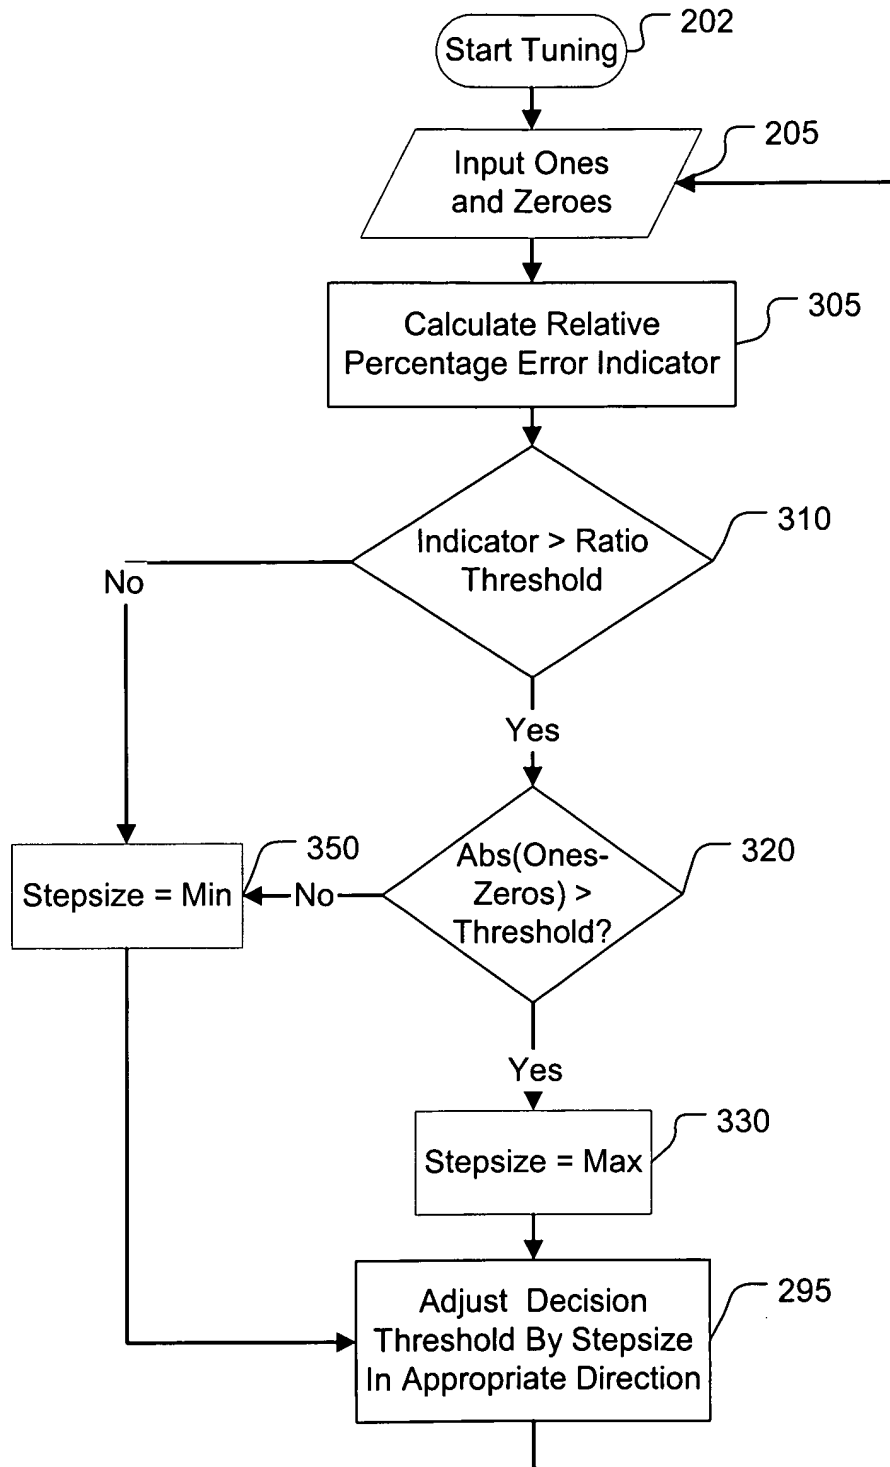 Start Tuning
202
Input Ones
and Zeroes
205
Calculate Relative
Percentage Error Indicator
305
Indicator > Ratio
Threshold
310
No
Yes
Abs(Ones-
Zeros) >
Threshold?
320
350
Stepsize = Min
No
Yes
Stepsize = Max
330
Adjust Decision
Threshold By Stepsize
In Appropriate Direction
295